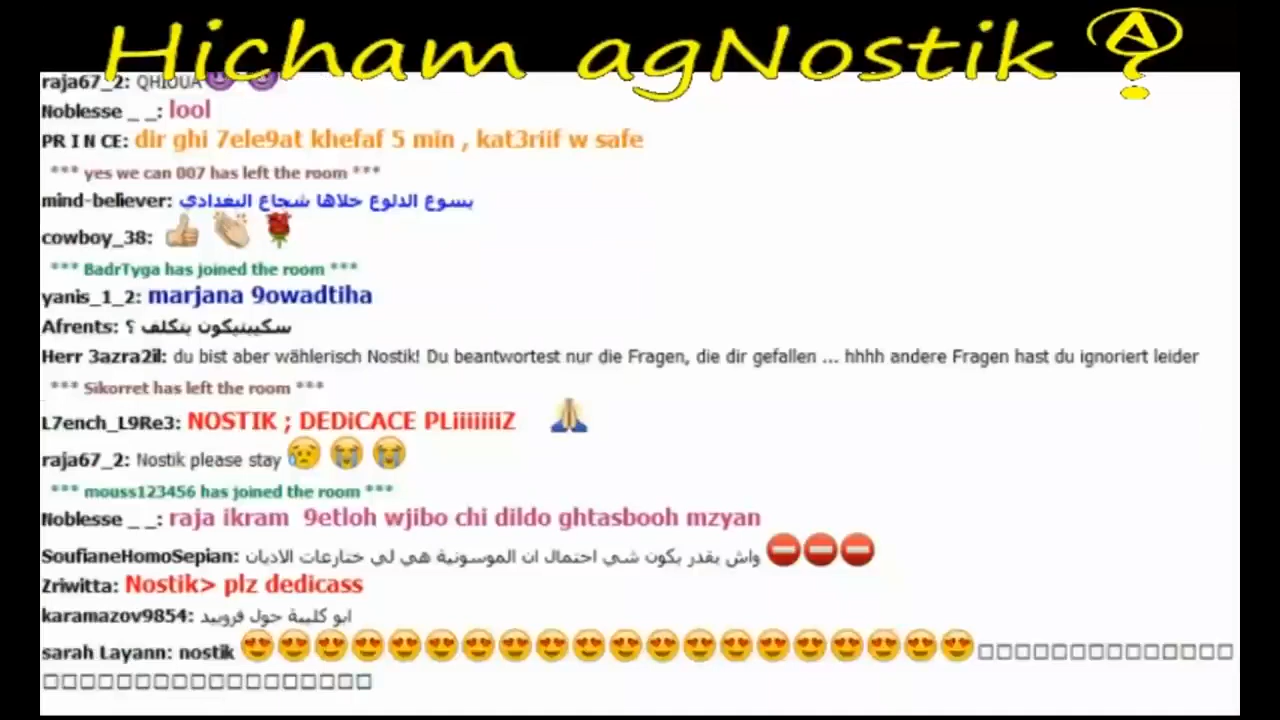 Hicham agNostik ?
raja67_2: QHIOUA
Noblesse _ _: lool
PR I N CE: dir ghi 7ele9at khefaf 5 min , kat3riif w safe
*** yes we can 007 has left the room ***
mind-believer: يسوع الدلوع حلاها شجاع البغدادي
cowboy_38: 👍 👏 🌹
*** BadrTyga has joined the room ***
yanis_1_2: marjana 9owadtiha
Afrents: سكيبتيكون يتكلف ؟
Herr 3azra2il: du bist aber wählerisch Nostik! Du beantwortest nur die Fragen, die dir gefallen ... hhhh andere Fragen hast du ignoriert leider
*** Sikorret has left the room ***
L7ench_L9Re3: NOSTIK ; DEDiCACE PLiiiiiiiZ 🙏
raja67_2: Nostik please stay 😥 😭 😭
*** mouss123456 has joined the room ***
Noblesse _ _: raja ikram 9etloh wjibo chi dildo ghtasbooh mzyan
SoufianeHomoSepian: واش يقدر يكون شي احتمال ان الموسونية هي لي ختارعات الاديان ⛔⛔⛔
Zriwitta: Nostik> plz dedicass
karamazov9854: ابو كليبة حول فرويد
sarah Layann: nostik 😍😍😍😍😍😍😍😍😍😍😍😍😍😍😍😍😍😍😍😍